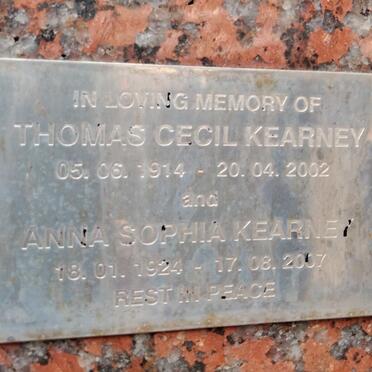 IN LOVING MEMORY OF
THOMAS CECIL KEARNEY
05. 06. 1914 - 20. 04. 2002
and
ANNA SOPHIA KEARNEY
18. 01. 1924 - 17. 08. 2007
REST IN PEACE